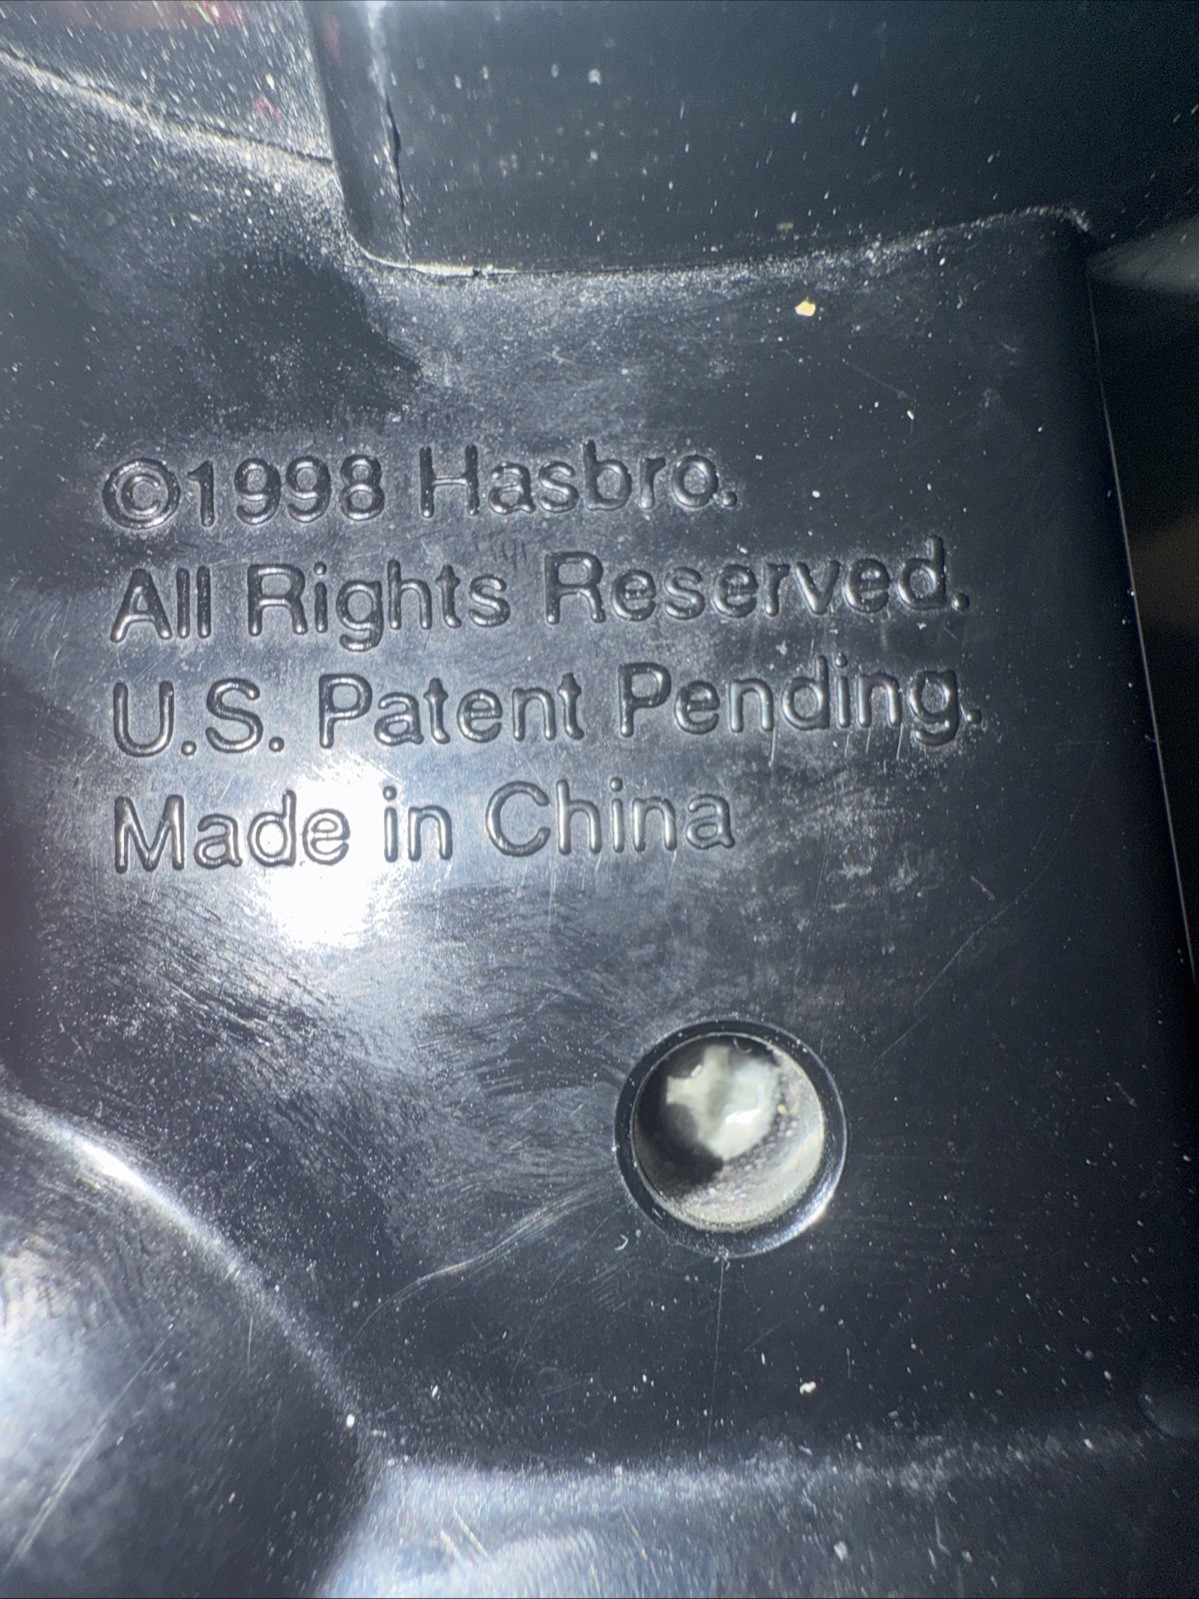 ©1998 Hasbro.
All Rights Reserved.
U.S. Patent Pending.
Made in China